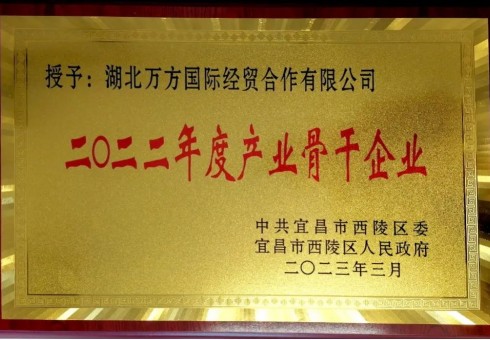 授予：湖北万方国际经贸合作有限公司
二〇二二年度产业骨干企业
中共宜昌市西陵区委
宜昌市西陵区人民政府
二〇二三年三月